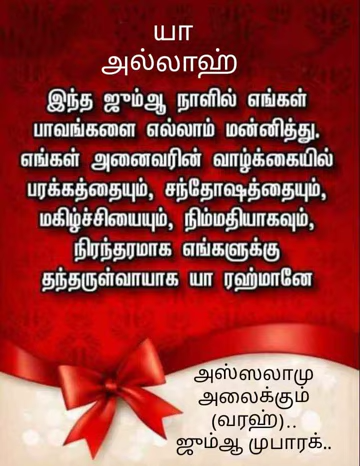 யா
அல்லாஹ்
இந்த ஜும்ஆ நாளில் எங்கள்
பாவங்களை எல்லாம் மன்னித்து.
எங்கள் அனைவரின் வாழ்க்கையில்
பரக்கத்தையும், சந்தோஷத்தையும்,
மகிழ்ச்சியையும், நிம்மதியாகவும்,
நிரந்தரமாக எங்களுக்கு
தந்தருள்வாயாக யா ரஹ்மானே
அஸ்ஸலாமு
அலைக்கும்
(வரஹ்)..
ஜும்ஆ முபாரக்..